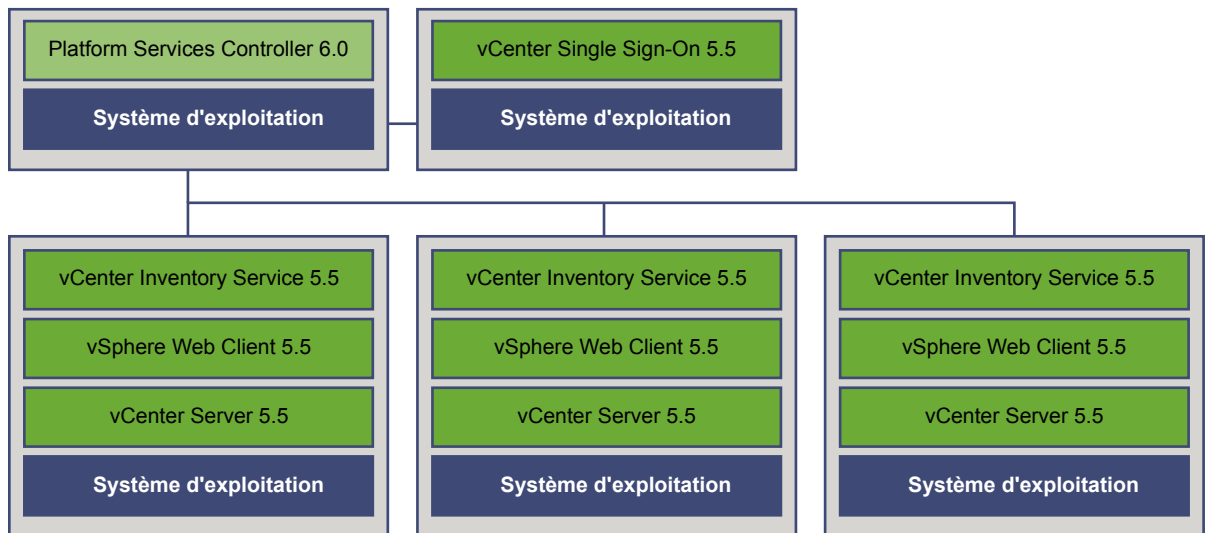 Platform Services Controller 6.0
Système d'exploitation
vCenter Single Sign-On 5.5
Système d'exploitation
vCenter Inventory Service 5.5
vSphere Web Client 5.5
vCenter Server 5.5
Système d'exploitation
vCenter Inventory Service 5.5
vSphere Web Client 5.5
vCenter Server 5.5
Système d'exploitation
vCenter Inventory Service 5.5
vSphere Web Client 5.5
vCenter Server 5.5
Système d'exploitation